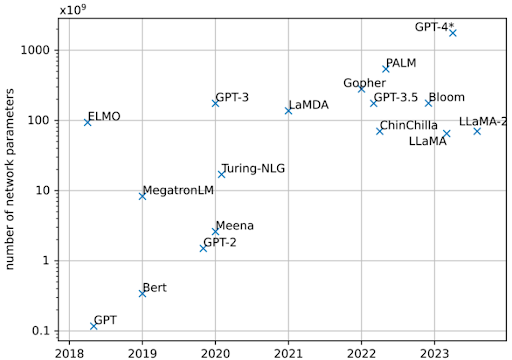 x10⁹
GPT-4*
1000
PALM
Gopher
GPT-3
GPT-3.5
Bloom
LaMDA
ELMO
100
ChinChilla
LLaMA-2
LLaMA
Turing-NLG
MegatronLM
10
Meena
GPT-2
1
Bert
GPT
0.1
number of network parameters
2018
2019
2020
2021
2022
2023